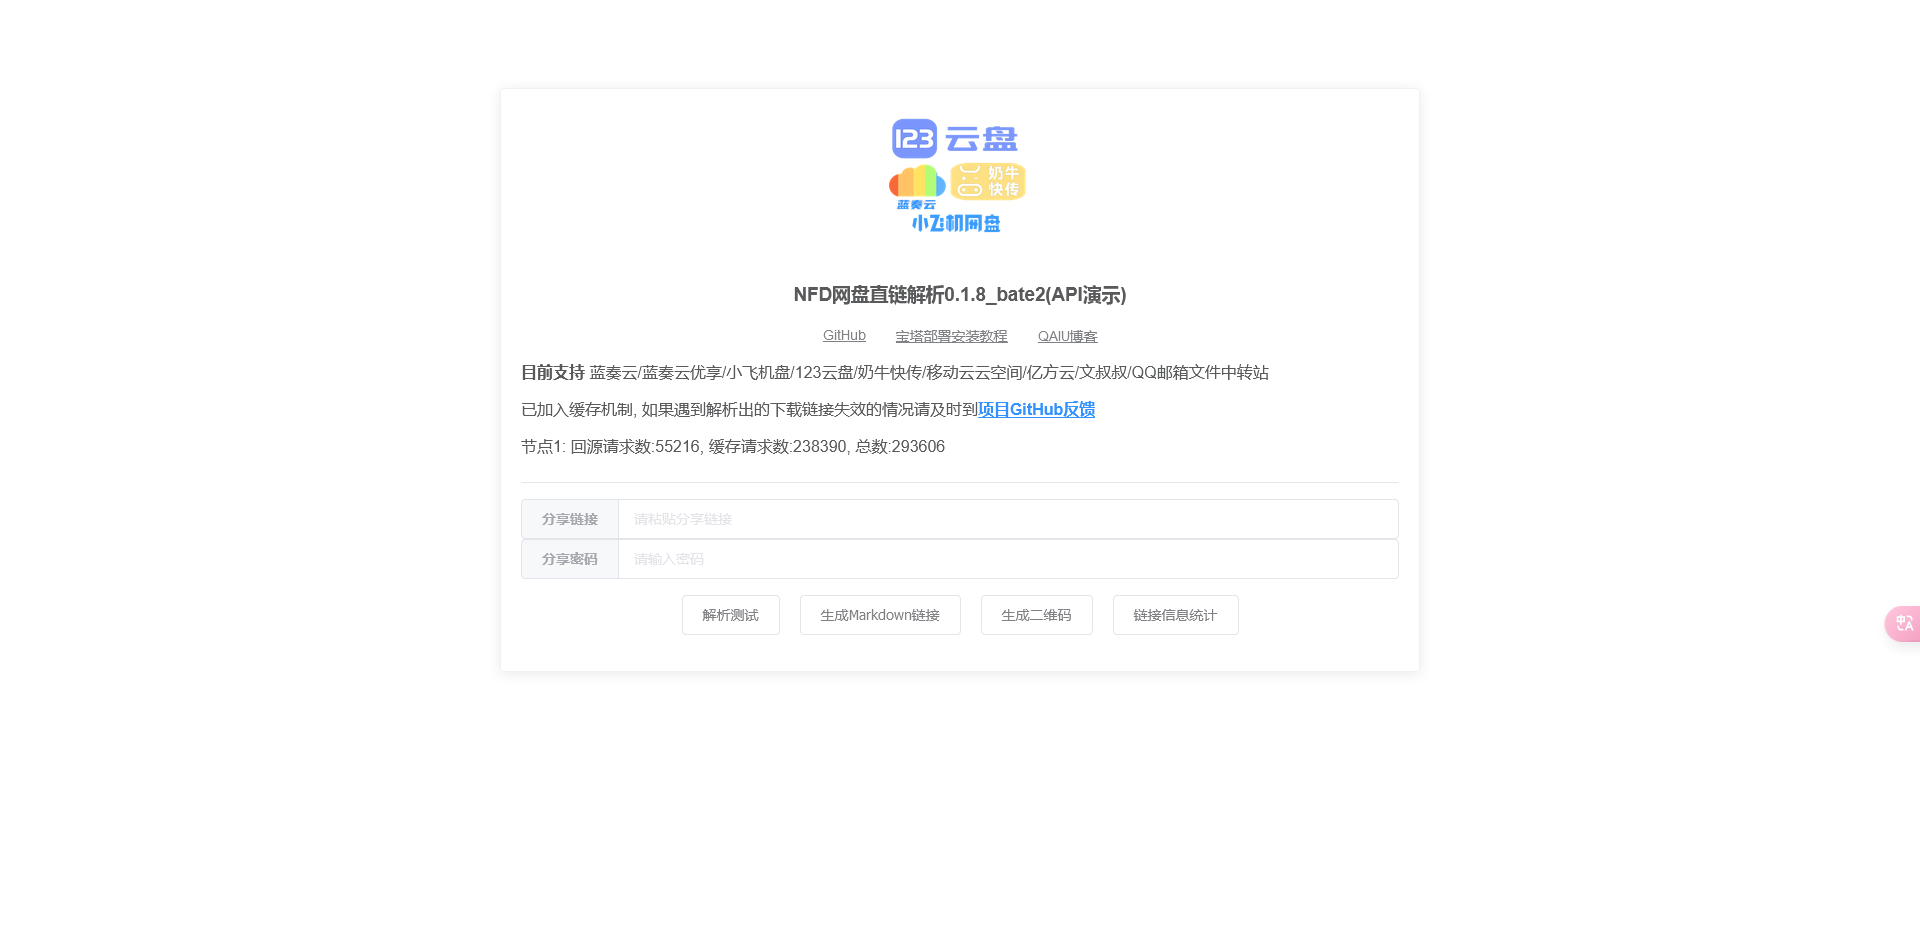 123 云盘
奶牛
快传
蓝奏云
小飞机网盘
NFD网盘直链解析0.1.8_bate2(API演示)
GitHub 宝塔部署安装教程 QAIU博客
目前支持 蓝奏云/蓝奏云优享/小飞机盘/123云盘/奶牛快传/移动云云空间/亿方云/文叔叔/QQ邮箱文件中转站
已加入缓存机制, 如果遇到解析出的下载链接失效的情况请及时到项目GitHub反馈
节点1: 回源请求数:55216, 缓存请求数:238390, 总数:293606
分享链接 请粘贴分享链接
分享密码 请输入密码
解析测试 生成Markdown链接 生成二维码 链接信息统计
中A